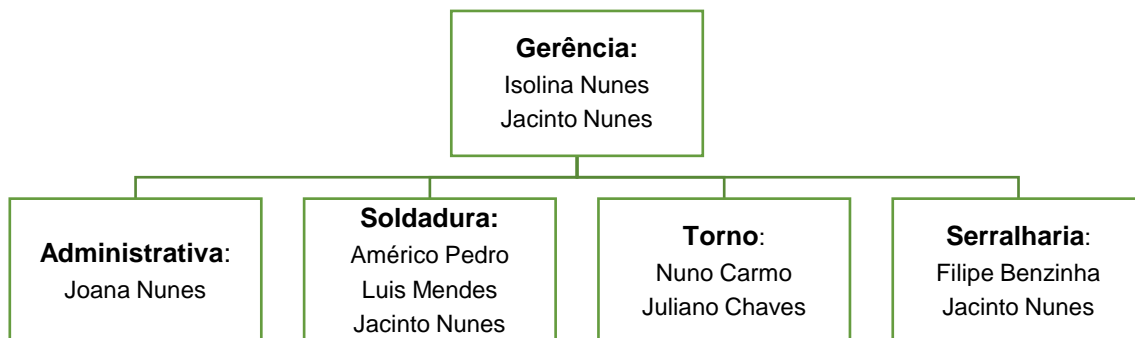 Gerência:
Isolina Nunes
Jacinto Nunes
Administrativa:
Joana Nunes
Soldadura:
Américo Pedro
Luis Mendes
Jacinto Nunes
Torno:
Nuno Carmo
Juliano Chaves
Serralharia:
Filipe Benzinha
Jacinto Nunes